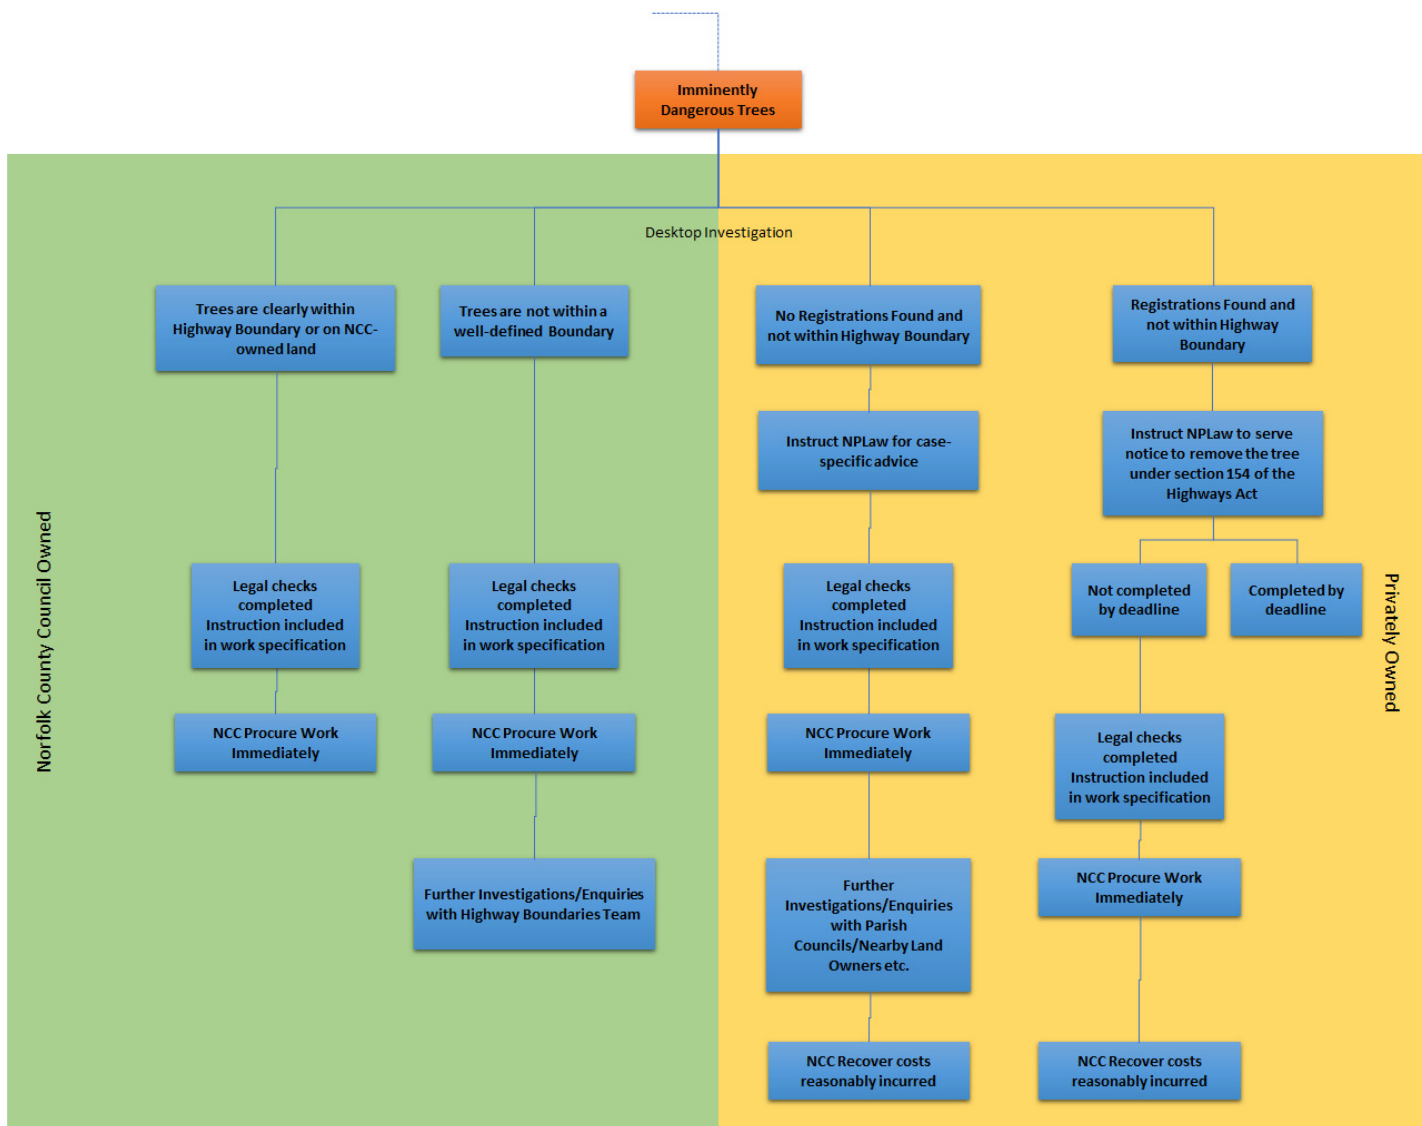 Imminently
Dangerous Trees
Desktop Investigation
Norfolk County Council Owned
Trees are clearly within
Highway Boundary or on NCC-
owned land
Legal checks
completed
Instruction included
in work specification
NCC Procure Work
Immediately
Trees are not within a
well-defined Boundary
Legal checks
completed
Instruction included
in work specification
NCC Procure Work
Immediately
Further Investigations/Enquiries
with Highway Boundaries Team
No Registrations Found and
not within Highway Boundary
Instruct NPLaw for case-
specific advice
Legal checks
completed
Instruction included
in work specification
NCC Procure Work
Immediately
Further
Investigations/Enquiries
with Parish
Councils/Nearby Land
Owners etc.
NCC Recover costs
reasonably incurred
Registrations Found and
not within Highway
Boundary
Instruct NPLaw to serve
notice to remove the tree
under section 154 of the
Highways Act
Not completed
by deadline
Completed by
deadline
Legal checks
completed
Instruction included
in work specification
NCC Procure Work
Immediately
NCC Recover costs
reasonably incurred
Privately Owned